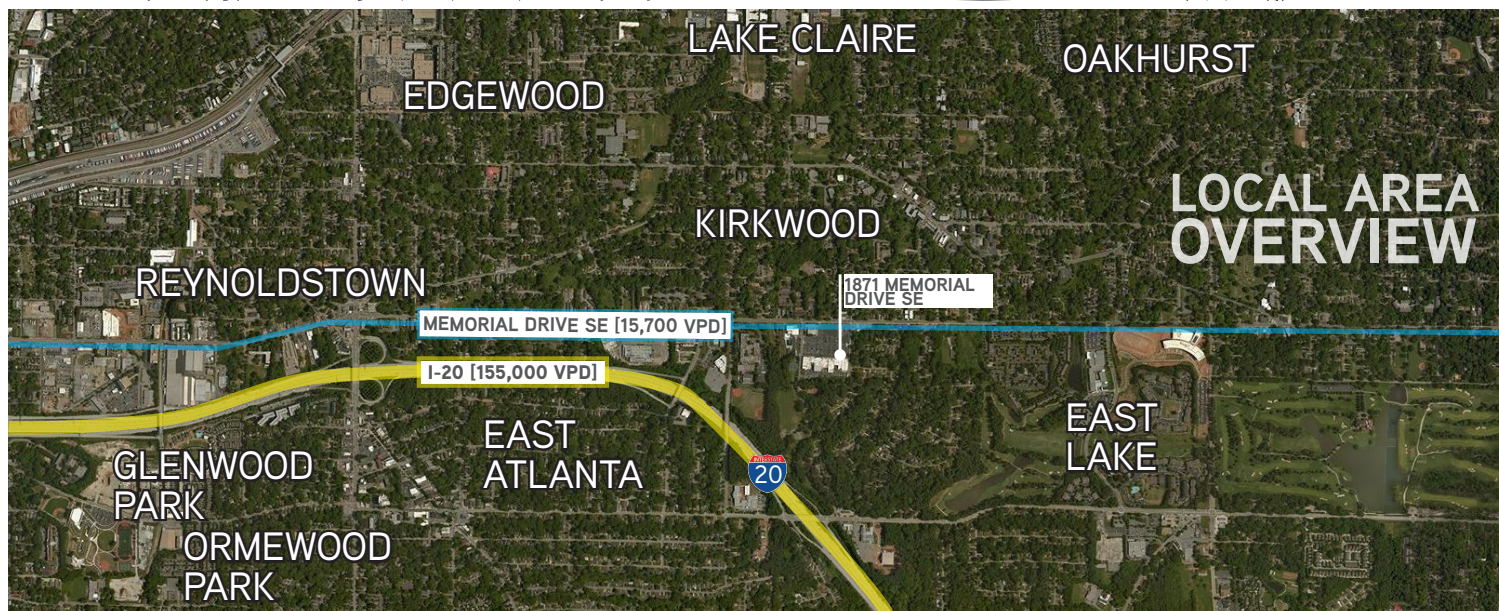 LAKE CLAIRE
OAKHURST
EDGEWOOD
LOCAL AREA
OVERVIEW
KIRKWOOD
REYNOLDSTOWN
1871 MEMORIAL
DRIVE SE
MEMORIAL DRIVE SE [15,700 VPD]
I-20 [155,000 VPD]
EAST
ATLANTA
EAST
LAKE
GLENWOOD
PARK
INTERSTATE
20
ORMEWOOD
PARK